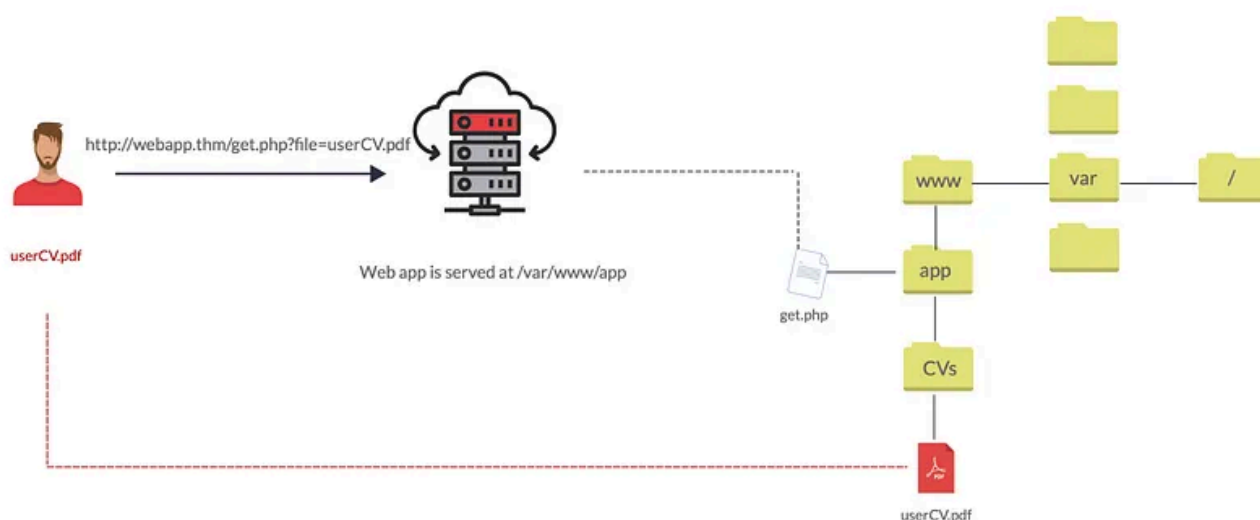 http://webapp.thm/get.php?file=userCV.pdf
userCV.pdf
Web app is served at /var/www/app
www
var
/
app
get.php
CVs
PDF
userCV.pdf